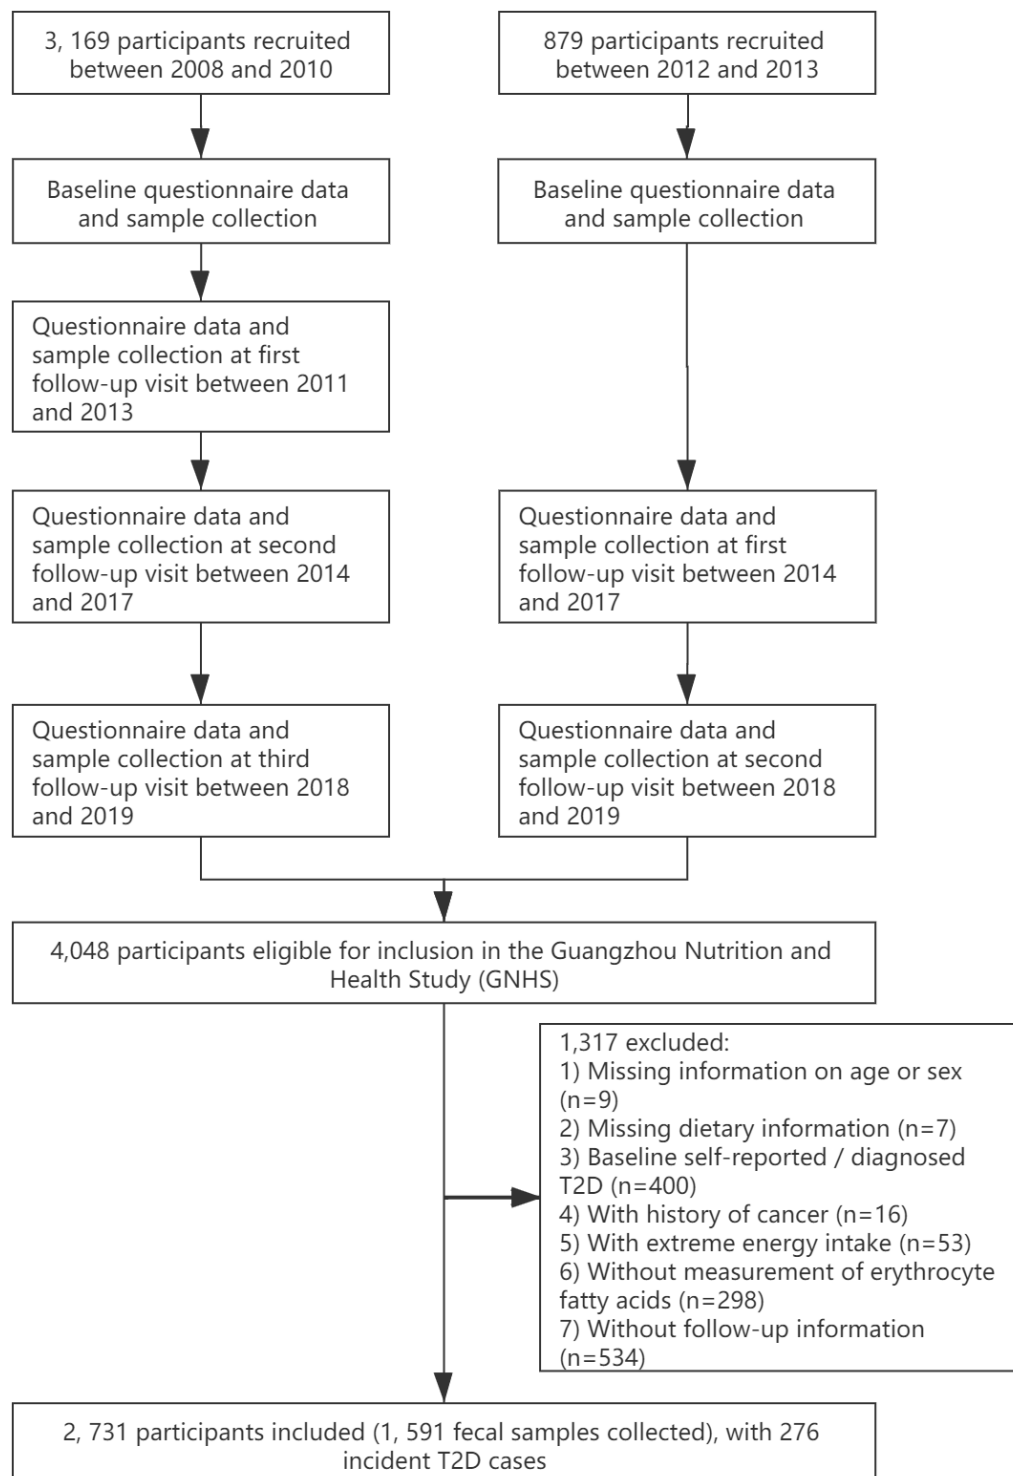 3, 169 participants recruited
between 2008 and 2010
879 participants recruited
between 2012 and 2013
Baseline questionnaire data
and sample collection
Baseline questionnaire data
and sample collection
Questionnaire data and
sample collection at first
follow-up visit between 2011
and 2013
Questionnaire data and
sample collection at second
follow-up visit between 2014
and 2017
Questionnaire data and
sample collection at first
follow-up visit between 2014
and 2017
Questionnaire data and
sample collection at third
follow-up visit between 2018
and 2019
Questionnaire data and
sample collection at second
follow-up visit between 2018
and 2019
4,048 participants eligible for inclusion in the Guangzhou Nutrition and
Health Study (GNHS)
1,317 excluded:
1) Missing information on age or sex
(n=9)
2) Missing dietary information (n=7)
3) Baseline self-reported / diagnosed
T2D (n=400)
4) With history of cancer (n=16)
5) With extreme energy intake (n=53)
6) Without measurement of erythrocyte
fatty acids (n=298)
7) Without follow-up information
(n=534)
2, 731 participants included (1, 591 fecal samples collected), with 276
incident T2D cases